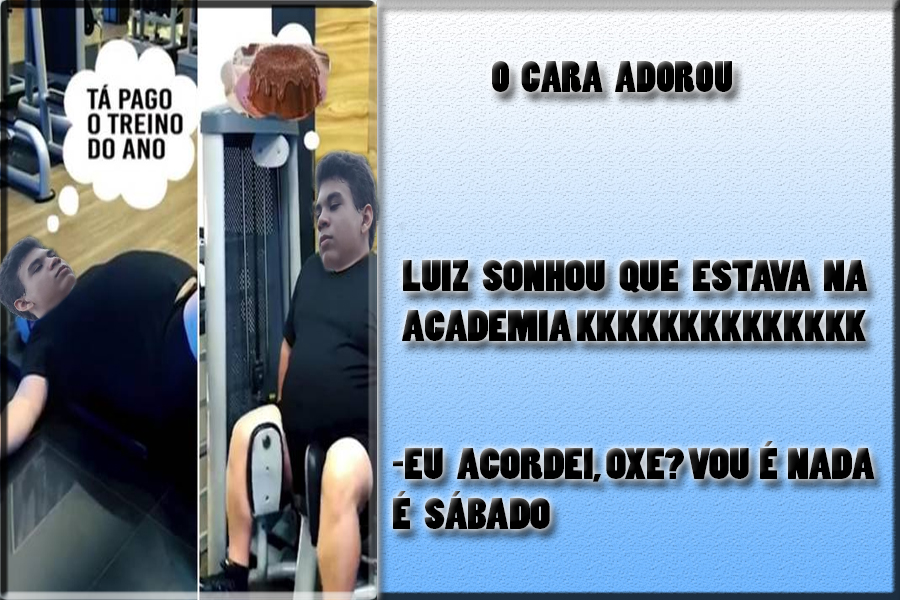 TÁ PAGO
O TREINO
DO ANO
O CARA ADOROU
LUIZ SONHOU QUE ESTAVA NA
ACADEMIA KKKKKKKKKKKKKK
-EU ACORDEI, OXE? VOU É NADA
É SÁBADO